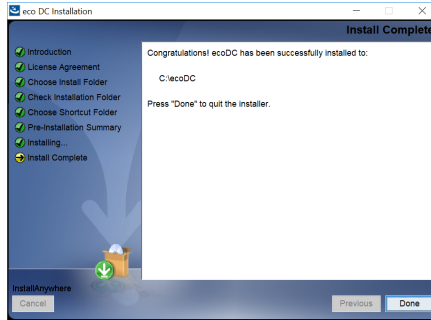 eco DC Installation
Install Complete
Introduction
License Agreement
Choose Install Folder
Check Installation Folder
Choose Shortcut Folder
Pre-Installation Summary
Installing...
Install Complete
Congratulations! ecoDC has been successfully installed to:
C:\ecoDC
Press "Done" to quit the installer.
InstallAnywhere
Cancel
Previous
Done